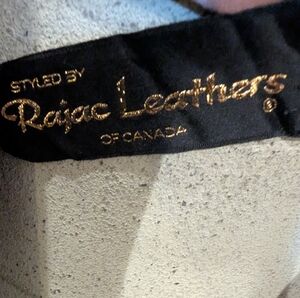 STYLED BY
Rajac Leathers ®
OF CANADA